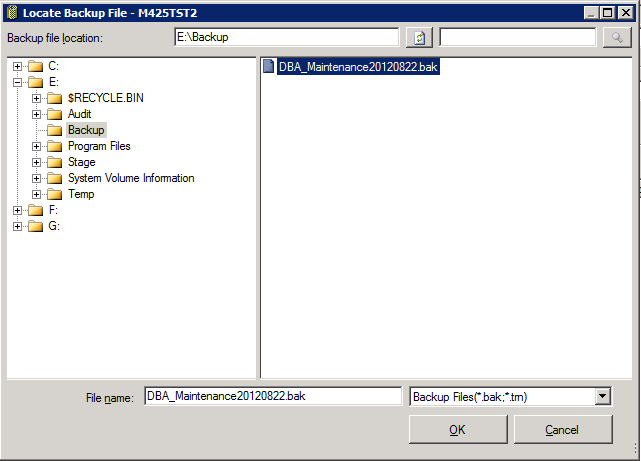 Locate Backup File - M425TST2
Backup file location:
E:\Backup
C:
E:
$RECYCLE.BIN
Audit
Backup
Program Files
Stage
System Volume Information
Temp
F:
G:
DBA_Maintenance20120822.bak
File name:
DBA_Maintenance20120822.bak
Backup Files(*.bak;*.trn)
OK
Cancel